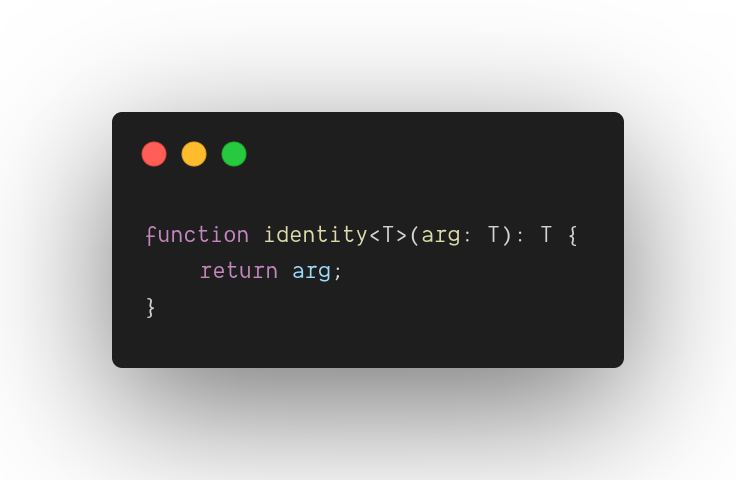 function identity<T>(arg: T): T {
    return arg;
}